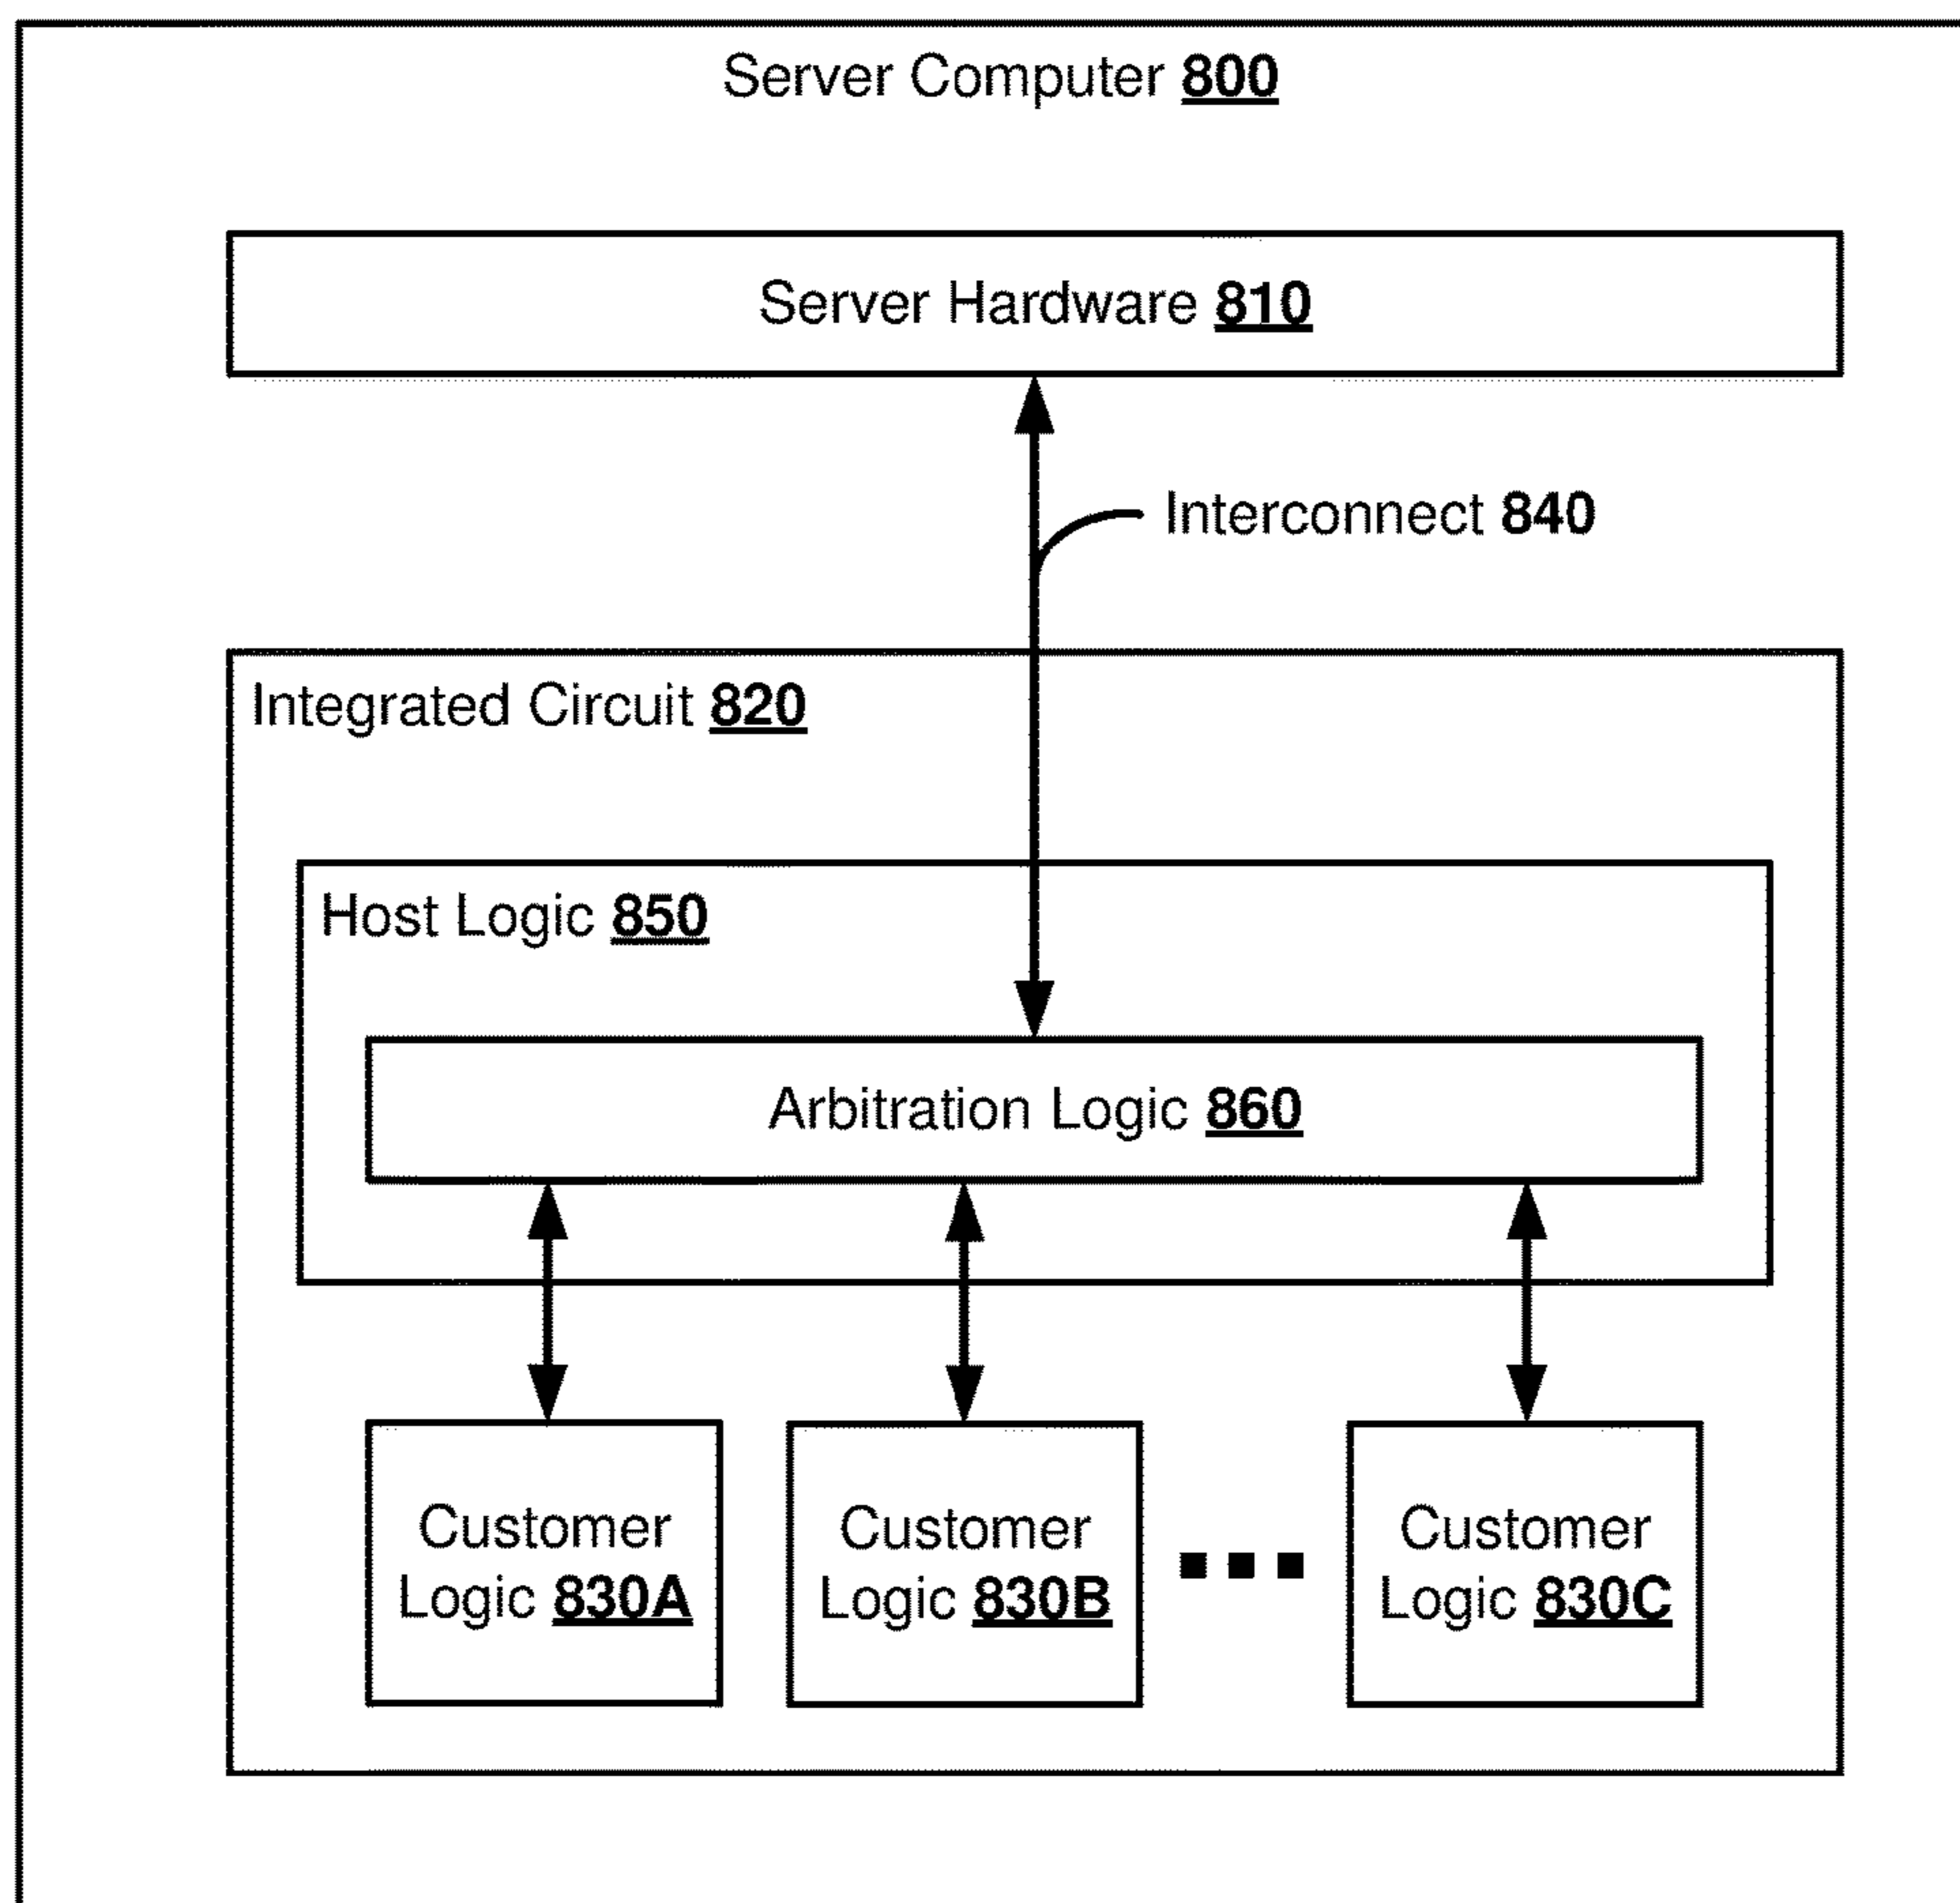 Server Computer 800
Server Hardware 810
Interconnect 840
Integrated Circuit 820
Host Logic 850
Arbitration Logic 860
Customer
Logic 830A
Customer
Logic 830B
Customer
Logic 830C